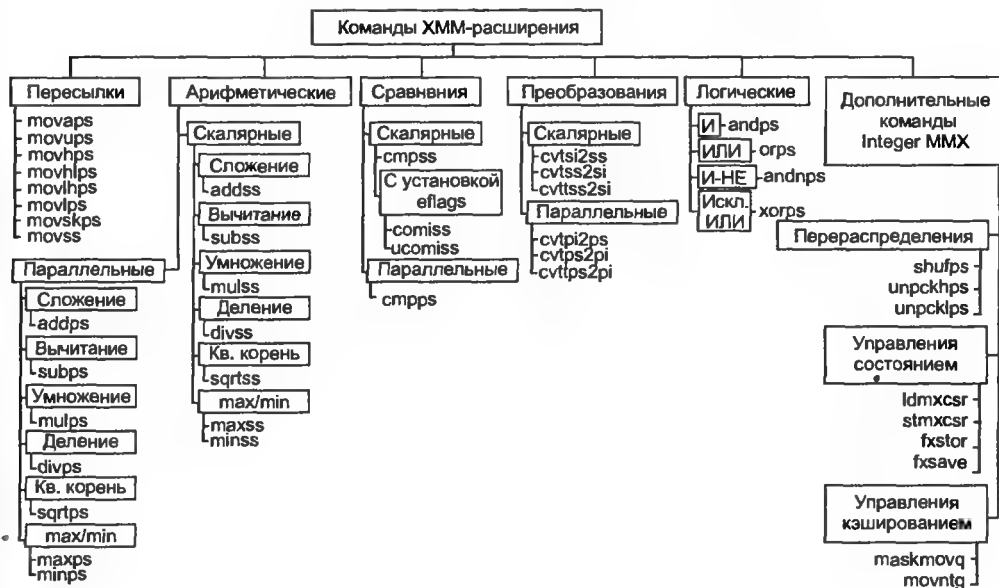 Команды XMM-расширения
Пересылки
movaps
movups
movhps
movhlps
movlhps
movlps
movskps
movss
Арифметические
Параллельные
Сложение
addps
Вычитание
subps
Умножение
mulps
Деление
divps
Кв. корень
sqrtps
max/min
maxps
minps
Скалярные
Сложение
addss
Вычитание
subss
Умножение
mulss
Деление
divss
Кв. корень
sqrtss
max/min
maxss
minss
Сравнвния
Скалярные
cmpss
С установкой
eflags
comiss
ucomiss
Параллельные
cmpps
Преобразования
Скалярные
cvtsi2ss
cvtss2si
cvttss2si
Параллельные
cvtpi2ps
cvtps2pi
cvttps2pi
Логические
И andps
ИЛИ orps
И-НЕ andnps
Искл.
ИЛИ xorps
Дополнительные
команды
Integer MMX
Перераспределения
shufps
unpckhps
unpcklps
Управления
состоянием
ldmxcsr
stmxcsr
fxstor
fxsave
Управления
кэшированием
maskmovq
movntq